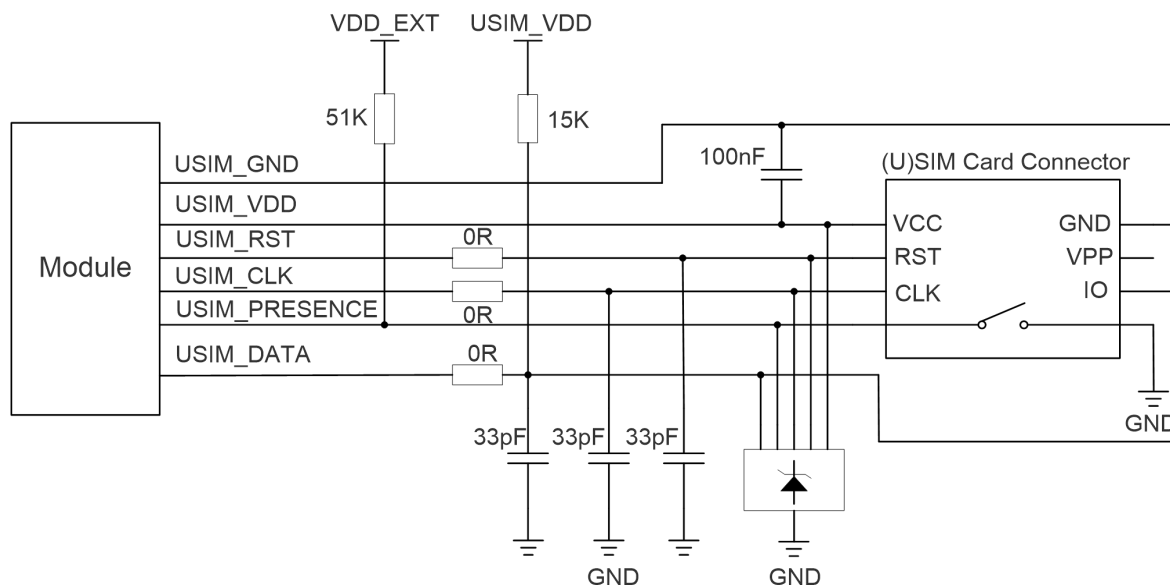 VDD_EXT USIM_VDD
51K 15K
USIM_GND
100nF
(U)SIM Card Connector
USIM_VDD
VCC GND
USIM_RST 0R
RST VPP
Module
USIM_CLK
CLK IO
USIM_PRESENCE 0R
USIM_DATA 0R
GND
33pF 33pF 33pF
GND GND